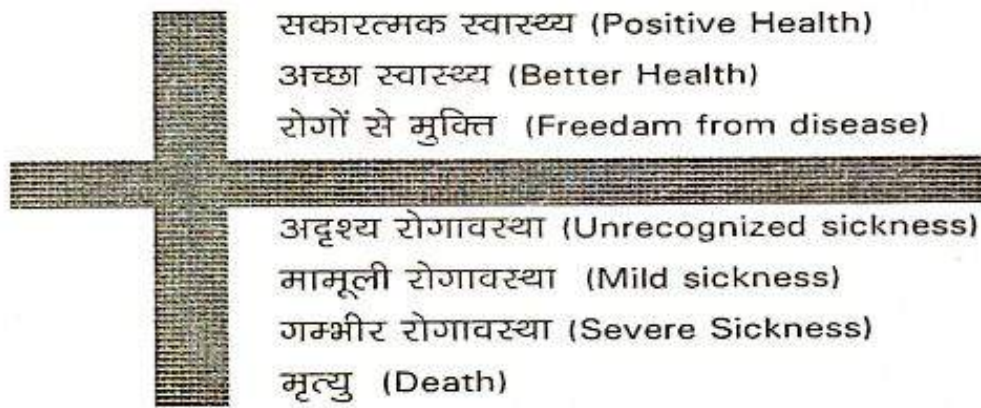 सकारत्मक स्वास्थ्य (Positive Health)
अच्छा स्वास्थ्य (Better Health)
रोगों से मुक्ति (Freedam from disease)
अदृश्य रोगावस्था (Unrecognized sickness)
मामूली रोगावस्था (Mild sickness)
गम्भीर रोगावस्था (Severe Sickness)
मृत्यु (Death)